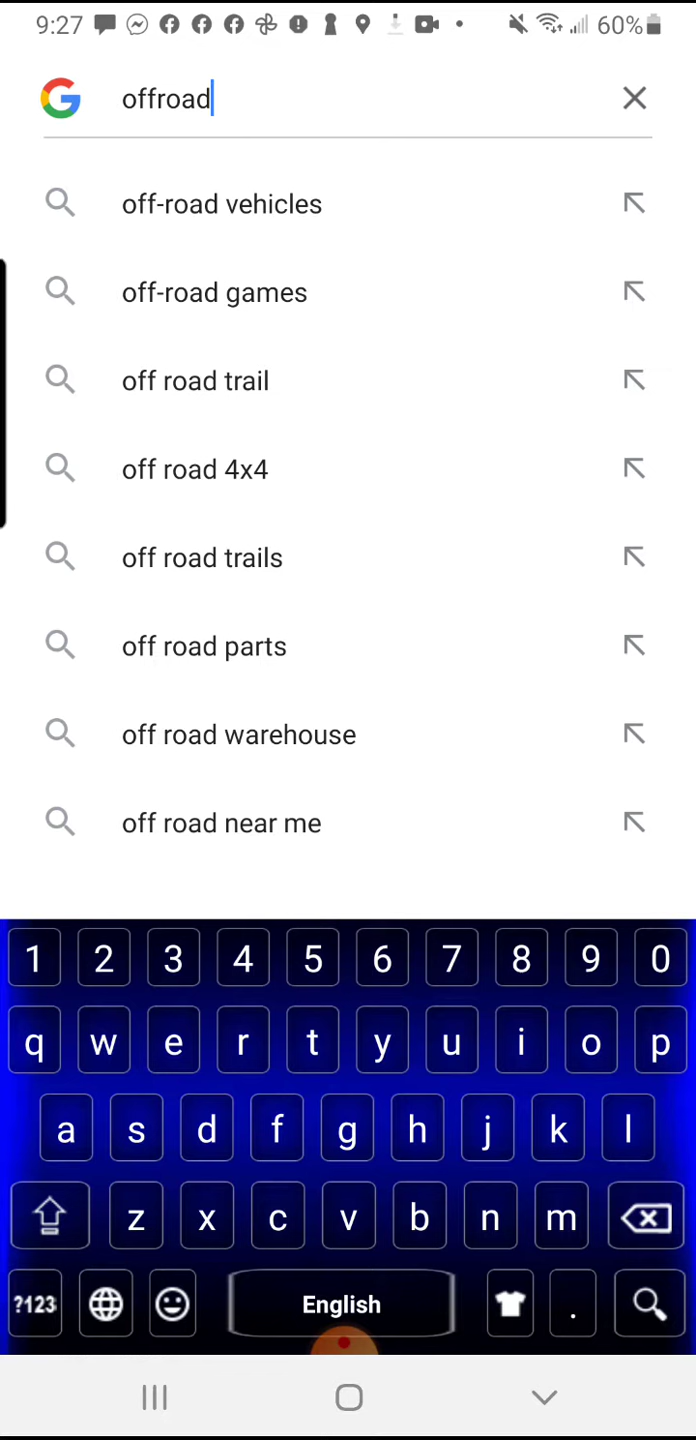 9:27 60%
offroad
off-road vehicles
off-road games
off road trail
off road 4x4
off road trails
off road parts
off road warehouse
off road near me
1 2 3 4 5 6 7 8 9 0
q w e r t y u i o p
a s d f g h j k l
z x c v b n m
?123 English .